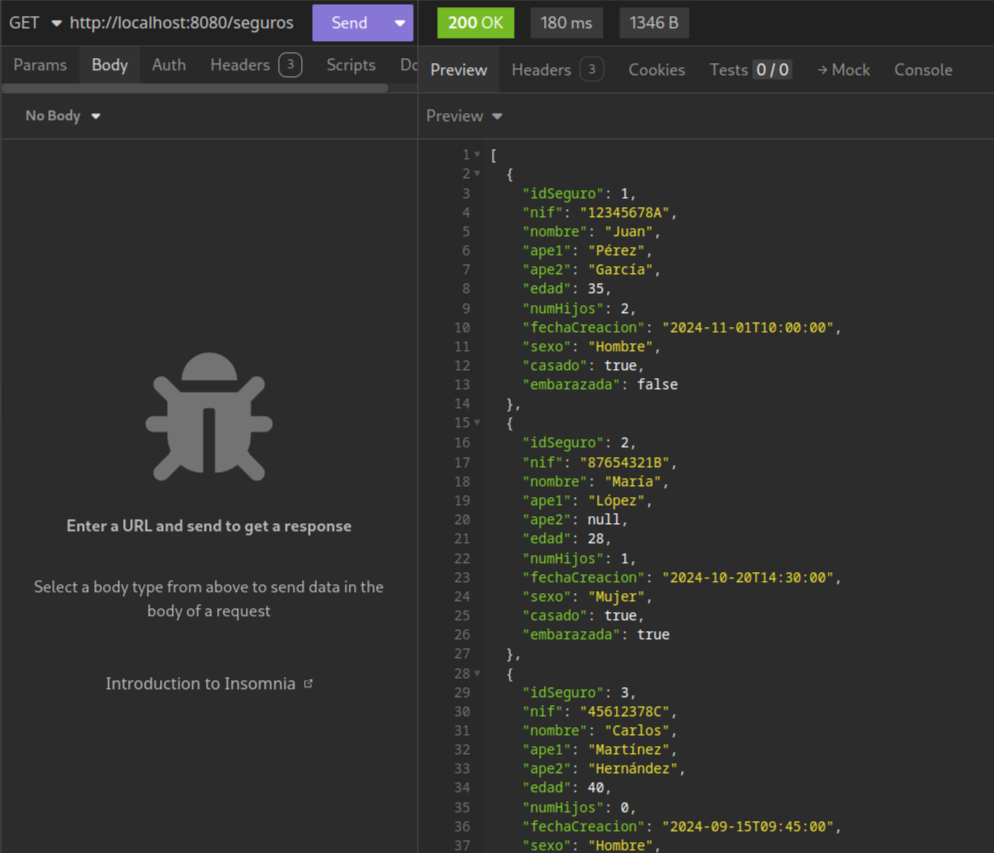 GET http://localhost:8080/seguros Send 200 OK 180 ms 1346 B
Params Body Auth Headers 3 Scripts Do
Preview Headers 3 Cookies Tests 0 / 0 → Mock Console
No Body
Preview
Enter a URL and send to get a response
Select a body type from above to send data in the
body of a request
Introduction to Insomnia
1 [
2 {
3 "idSeguro": 1,
4 "nif": "12345678A",
5 "nombre": "Juan",
6 "ape1": "Pérez",
7 "ape2": "García",
8 "edad": 35,
9 "numHijos": 2,
10 "fechaCreacion": "2024-11-01T10:00:00",
11 "sexo": "Hombre",
12 "casado": true,
13 "embarazada": false
14 },
15 {
16 "idSeguro": 2,
17 "nif": "87654321B",
18 "nombre": "María",
19 "ape1": "López",
20 "ape2": null,
21 "edad": 28,
22 "numHijos": 1,
23 "fechaCreacion": "2024-10-20T14:30:00",
24 "sexo": "Mujer",
25 "casado": true,
26 "embarazada": true
27 },
28 {
29 "idSeguro": 3,
30 "nif": "45612378C",
31 "nombre": "Carlos",
32 "ape1": "Martínez",
33 "ape2": "Hernández",
34 "edad": 40,
35 "numHijos": 0,
36 "fechaCreacion": "2024-09-15T09:45:00",
37 "sexo": "Hombre",